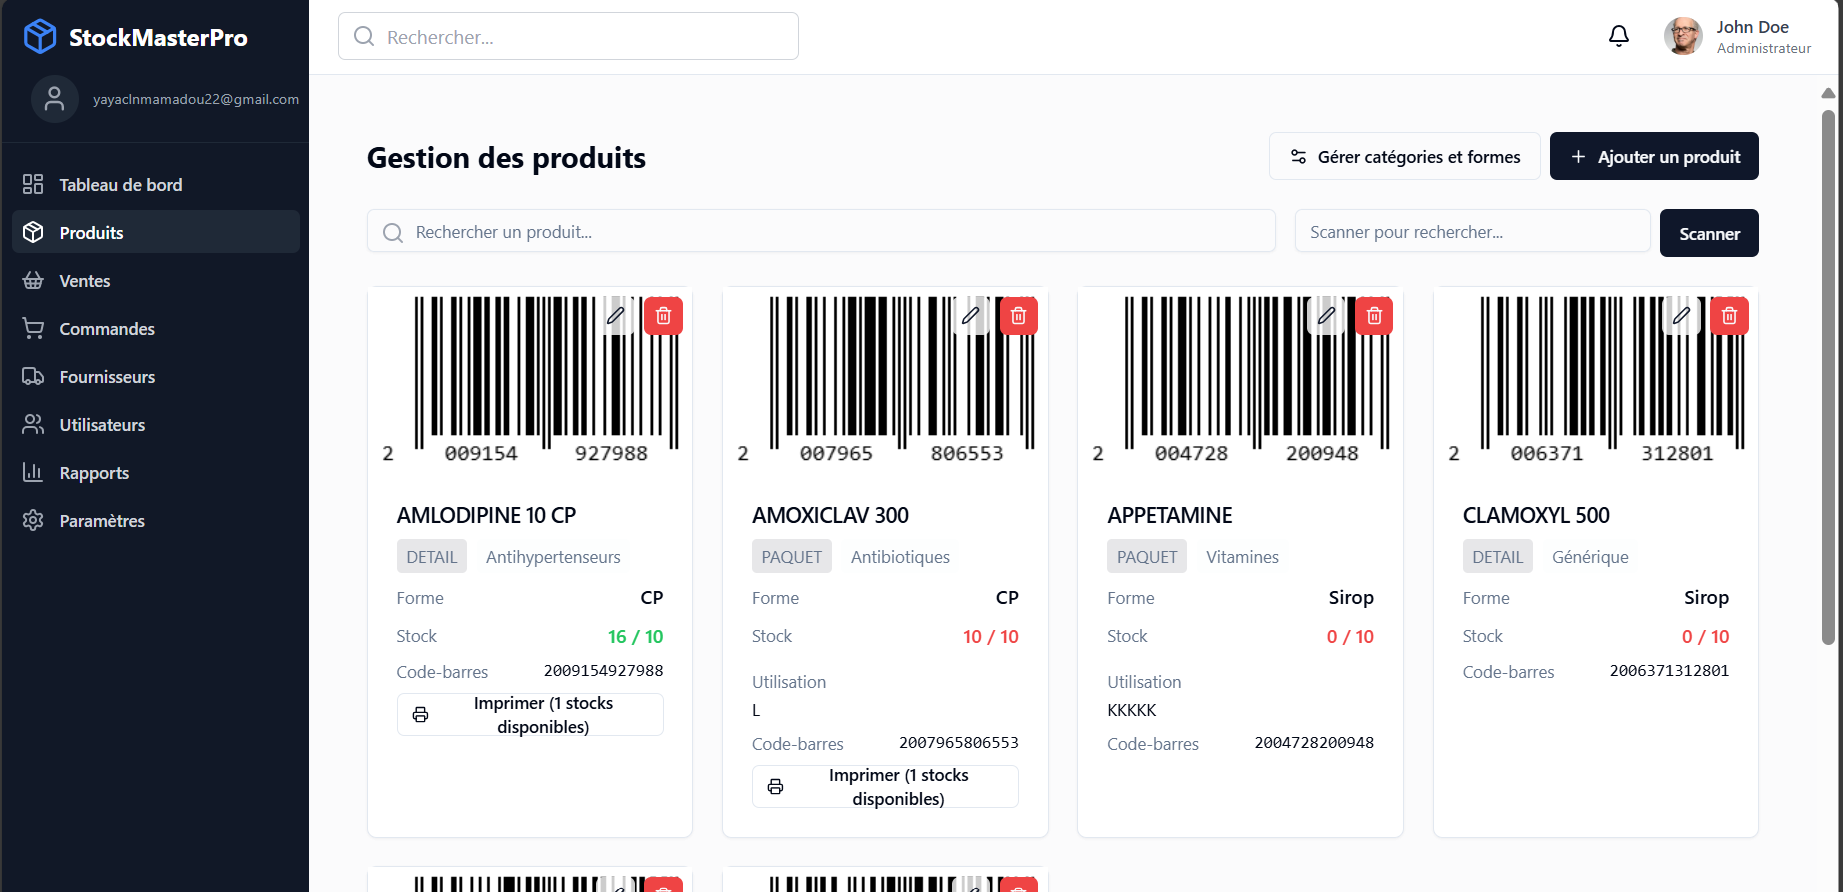 StockMasterPro
yayaclnmamadou22@gmail.com
Tableau de bord
Produits
Ventes
Commandes
Fournisseurs
Utilisateurs
Rapports
Paramètres
Rechercher...
John Doe
Administrateur
Gestion des produits
Gérer catégories et formes
Ajouter un produit
Rechercher un produit...
Scanner pour rechercher...
Scanner
2 009154 927988
AMLODIPINE 10 CP
DETAIL Antihypertenseurs
Forme CP
Stock 16 / 10
Code-barres 2009154927988
Imprimer (1 stocks
disponibles)
2 007965 806553
AMOXICLAV 300
PAQUET Antibiotiques
Forme CP
Stock 10 / 10
Utilisation
L
Code-barres 2007965806553
Imprimer (1 stocks
disponibles)
2 004728 200948
APPETAMINE
PAQUET Vitamines
Forme Sirop
Stock 0 / 10
Utilisation
KKKKK
Code-barres 2004728200948
2 006371 312801
CLAMOXYL 500
DETAIL Générique
Forme Sirop
Stock 0 / 10
Code-barres 2006371312801